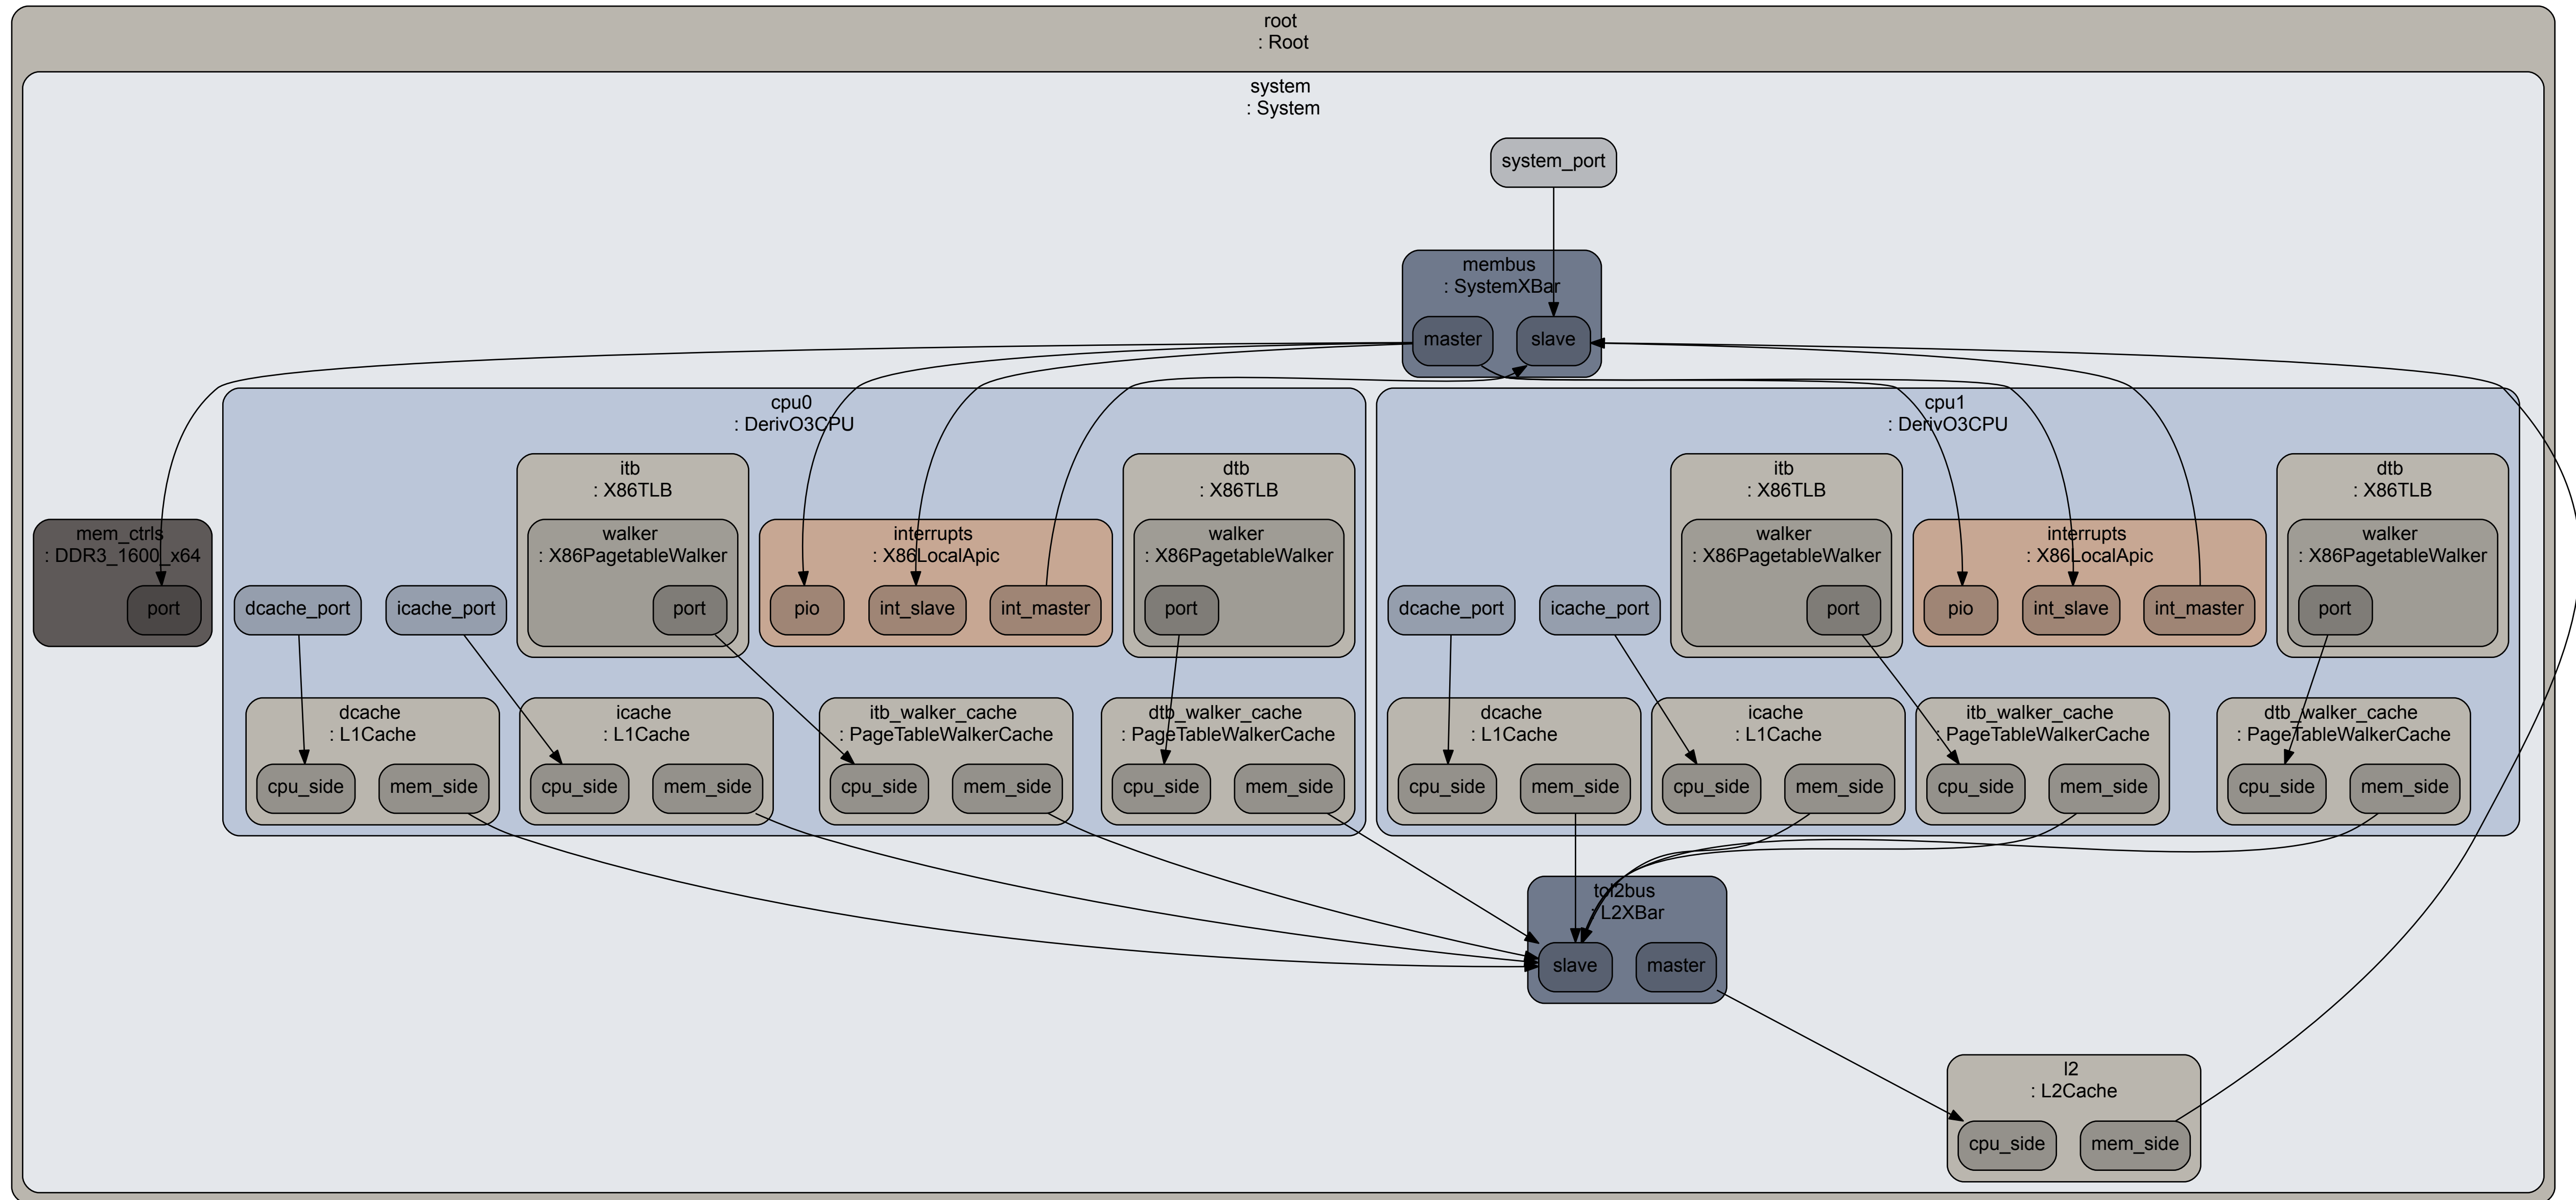 root
: Root
system
: System
system_port
membus
: SystemXBar
master
slave
cpu0
: DerivO3CPU
cpu1
: DerivO3CPU
itb
: X86TLB
dtb
: X86TLB
itb
: X86TLB
dtb
: X86TLB
mem_ctrls
: DDR3_1600_x64
port
walker
: X86PagetableWalker
port
interrupts
: X86LocalApic
pio
int_slave
int_master
walker
: X86PagetableWalker
port
walker
: X86PagetableWalker
port
interrupts
: X86LocalApic
pio
int_slave
int_master
walker
: X86PagetableWalker
port
dcache_port
icache_port
dcache_port
icache_port
dcache
: L1Cache
cpu_side
mem_side
icache
: L1Cache
cpu_side
mem_side
itb_walker_cache
: PageTableWalkerCache
cpu_side
mem_side
dtb_walker_cache
: PageTableWalkerCache
cpu_side
mem_side
dcache
: L1Cache
cpu_side
mem_side
icache
: L1Cache
cpu_side
mem_side
itb_walker_cache
: PageTableWalkerCache
cpu_side
mem_side
dtb_walker_cache
: PageTableWalkerCache
cpu_side
mem_side
tol2bus
: L2XBar
slave
master
l2
: L2Cache
cpu_side
mem_side